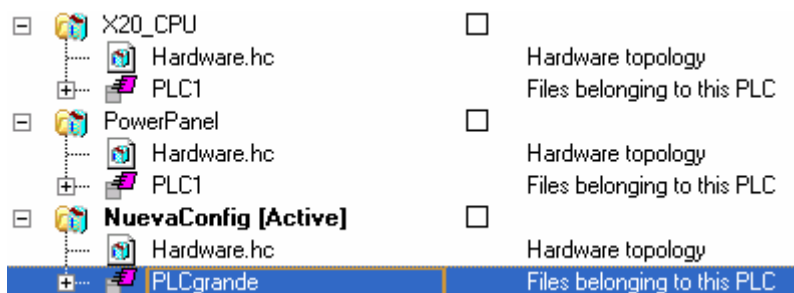 X20_CPU
Hardware.hc Hardware topology
PLC1 Files belonging to this PLC
PowerPanel
Hardware.hc Hardware topology
PLC1 Files belonging to this PLC
NuevaConfig [Active]
Hardware.hc Hardware topology
PLCgrande Files belonging to this PLC